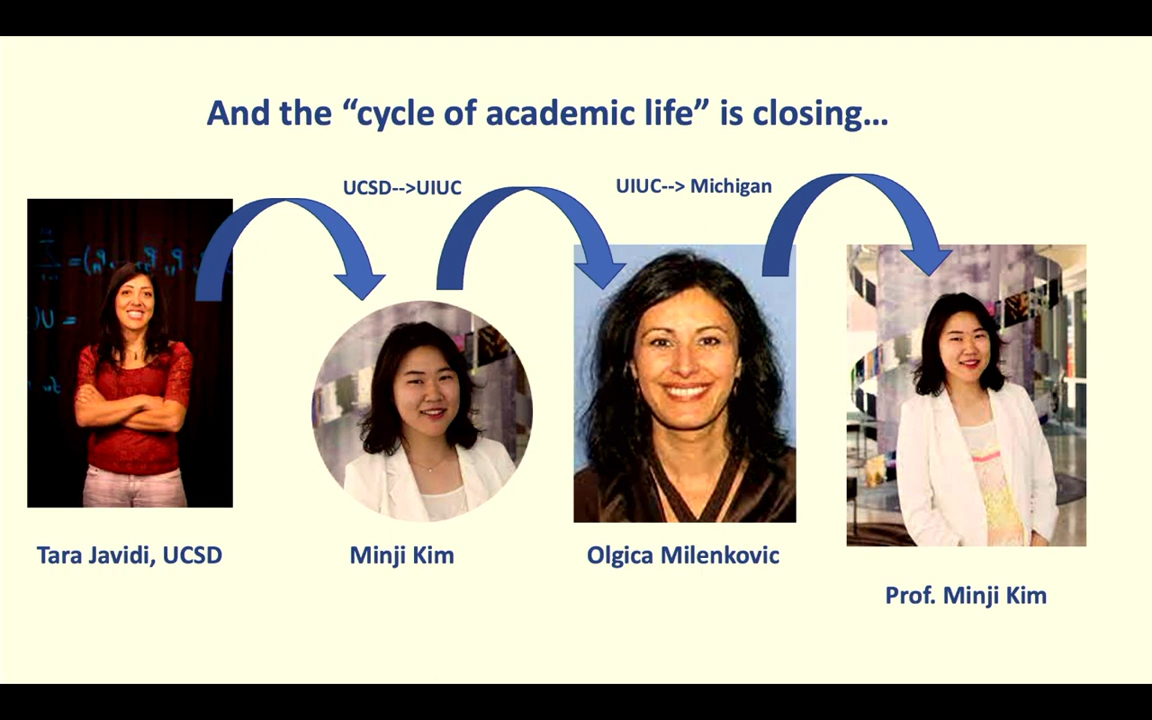 And the “cycle of academic life” is closing…
UCSD-->UIUC
UIUC--> Michigan
Tara Javidi, UCSD
Minji Kim
Olgica Milenkovic
Prof. Minji Kim